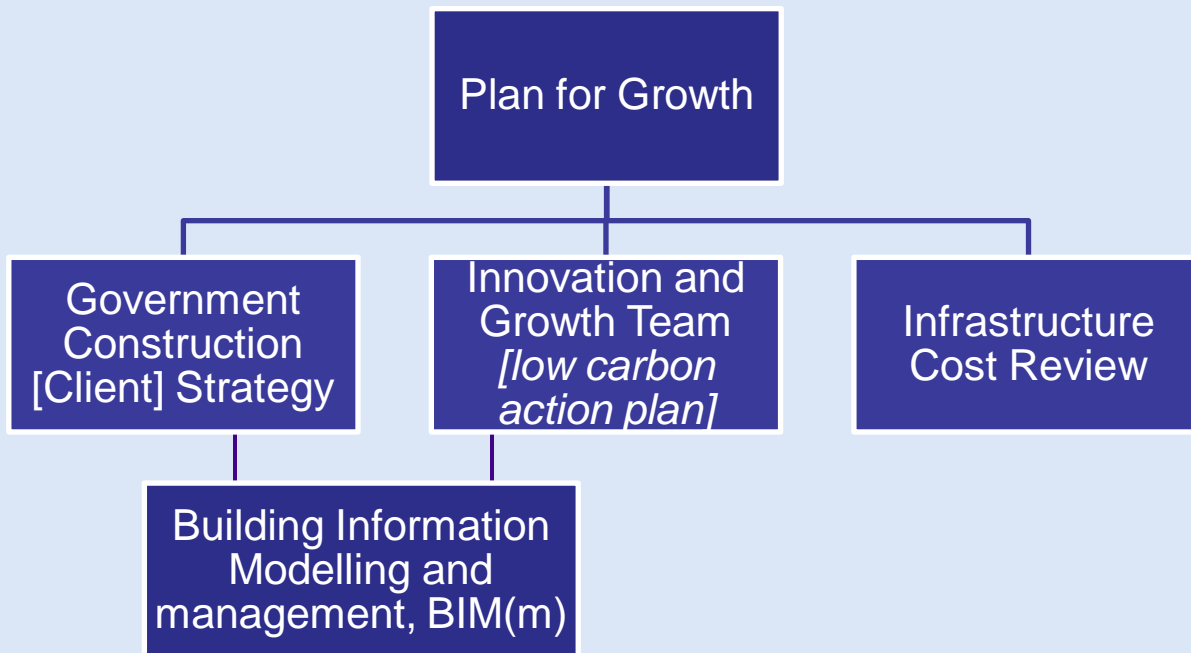 Plan for Growth
Government
Construction
[Client] Strategy
Innovation and
Growth Team
[low carbon
action plan]
Infrastructure
Cost Review
Building Information
Modelling and
management, BIM(m)